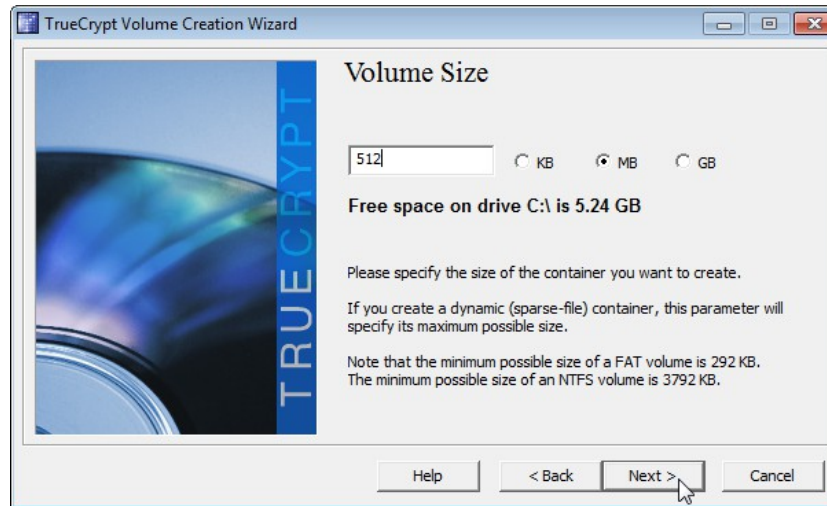 TrueCrypt Volume Creation Wizard
TRUECRYPT
Volume Size
512
KB
MB
GB
Free space on drive C:\ is 5.24 GB
Please specify the size of the container you want to create.
If you create a dynamic (sparse-file) container, this parameter will
specify its maximum possible size.
Note that the minimum possible size of a FAT volume is 292 KB.
The minimum possible size of an NTFS volume is 3792 KB.
Help
< Back
Next >
Cancel